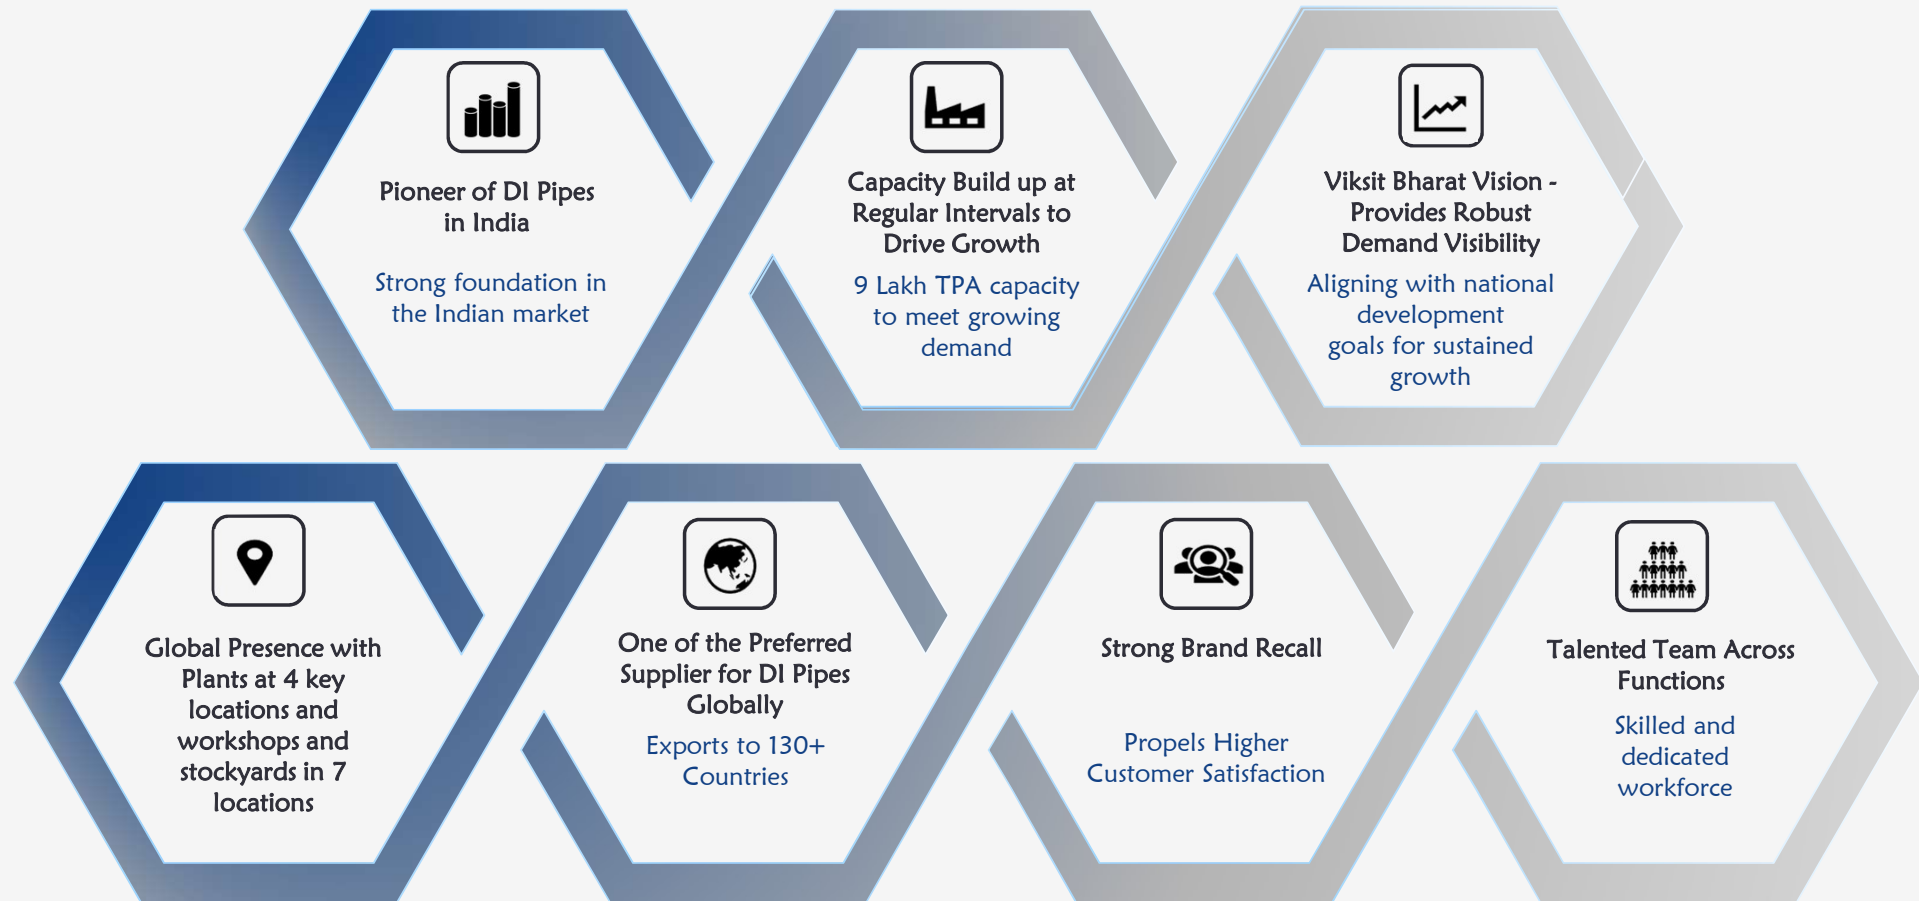 Pioneer of DI Pipes
in India
Strong foundation in
the Indian market
Capacity Build up at
Regular Intervals to
Drive Growth
9 Lakh TPA capacity
to meet growing
demand
Viksit Bharat Vision -
Provides Robust
Demand Visibility
Aligning with national
development
goals for sustained
growth
Global Presence with
Plants at 4 key
locations and
workshops and
stockyards in 7
locations
One of the Preferred
Supplier for DI Pipes
Globally
Exports to 130+
Countries
Strong Brand Recall
Propels Higher
Customer Satisfaction
Talented Team Across
Functions
Skilled and
dedicated
workforce